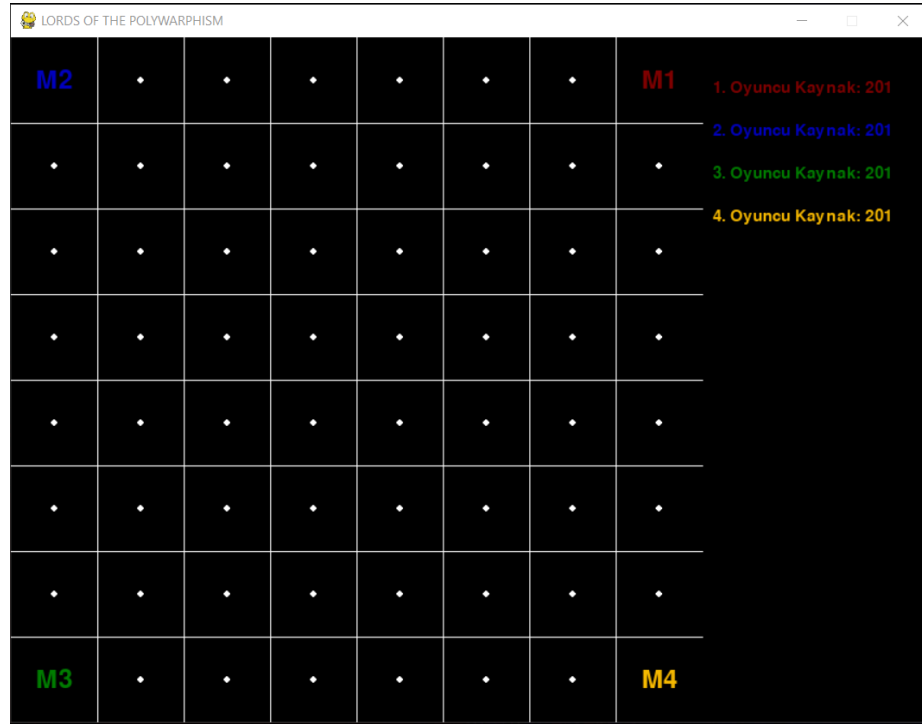 LORDS OF THE POLYWARPHISM
M2 M1
1. Oyuncu Kaynak: 201
2. Oyuncu Kaynak: 201
3. Oyuncu Kaynak: 201
4. Oyuncu Kaynak: 201
M3 M4